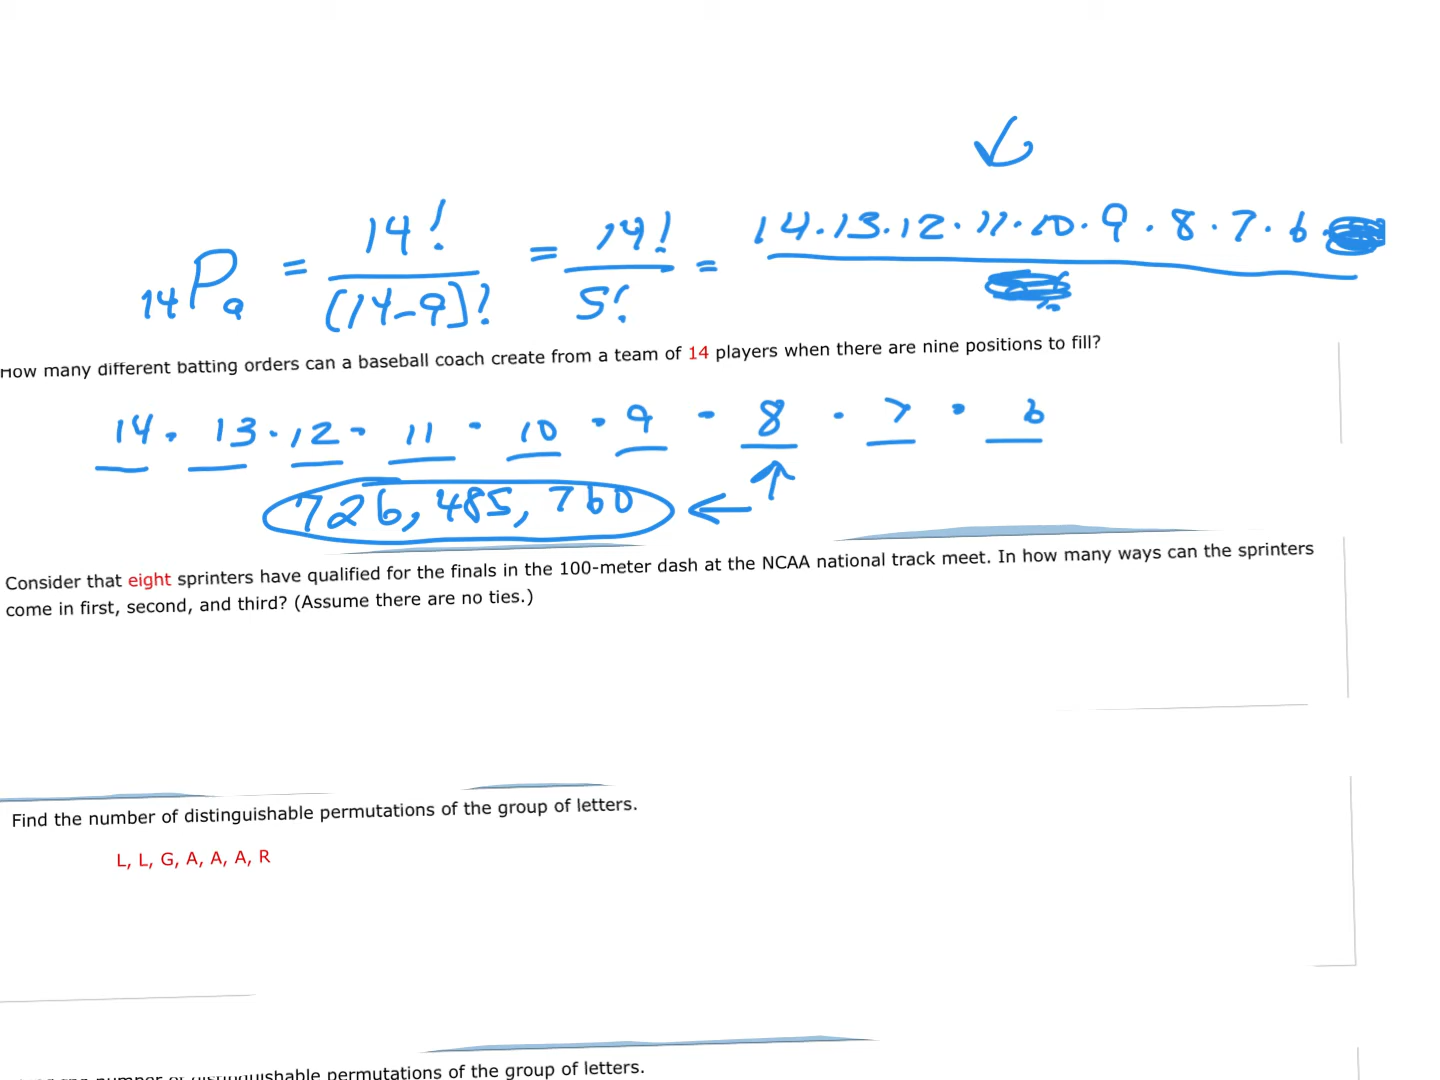 14P9 = 14! / (14-9)! = 14! / 5! = 14·13·12·11·10·9·8·7·6
How many different batting orders can a baseball coach create from a team of 14 players when there are nine positions to fill?
14 · 13 · 12 · 11 · 10 · 9 · 8 · 7 · 6
726,485,760 ←
Consider that eight sprinters have qualified for the finals in the 100-meter dash at the NCAA national track meet. In how many ways can the sprinters
come in first, second, and third? (Assume there are no ties.)
Find the number of distinguishable permutations of the group of letters.
L, L, G, A, A, A, R
number of distinguishable permutations of the group of letters.